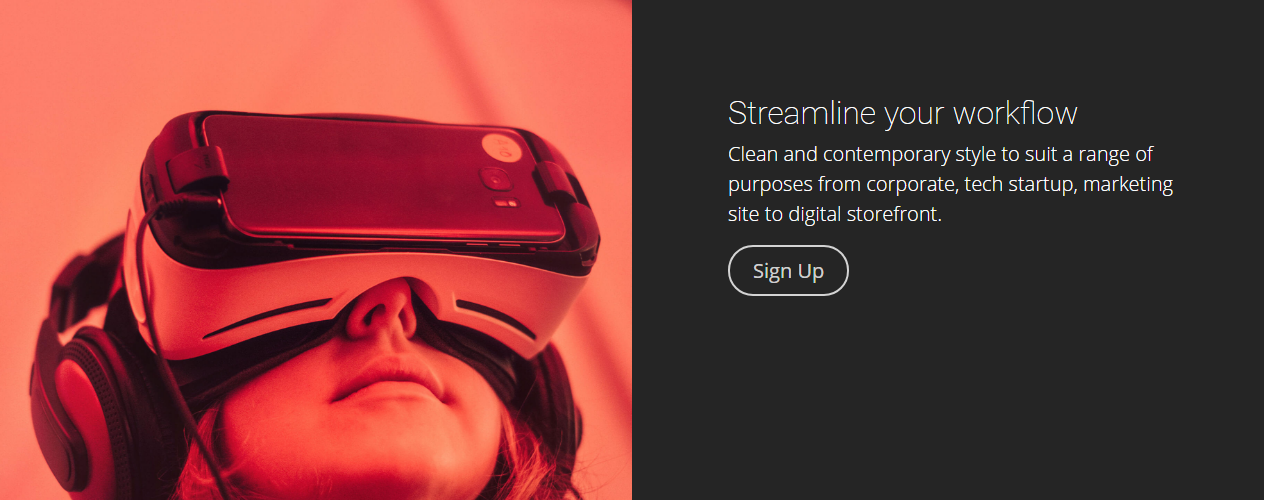 Streamline your workflow
Clean and contemporary style to suit a range of
purposes from corporate, tech startup, marketing
site to digital storefront.
Sign Up